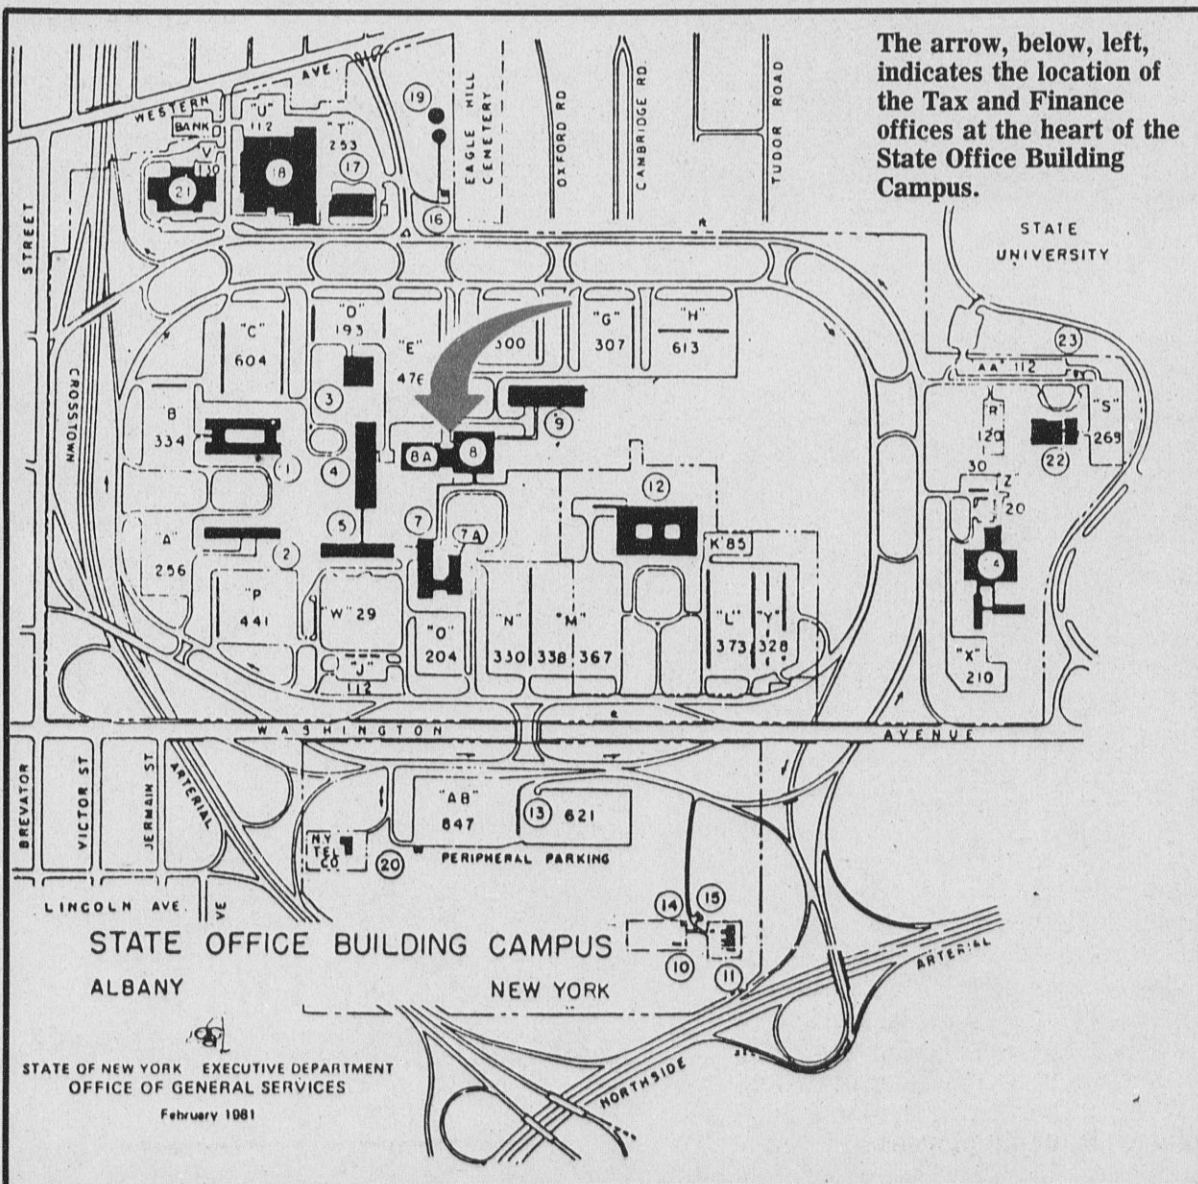 The arrow, below, left,
indicates the location of
the Tax and Finance
offices at the heart of the
State Office Building
Campus.
WESTERN AVE.
BANK
"U"
112
"T"
253
V
130
21
18
17
19
16
EAGLE HILL
CEMETERY
OXFORD RD
CAMBRIDGE RD.
TUDOR ROAD
STATE
UNIVERSITY
STREET
CROSSTOWN
"C"
604
"D"
193
"E"
476
300
"G"
307
"H"
613
"B"
334
3
1
4
8A
8
9
12
5
7
7A
2
"A"
256
K 85
"P"
441
"W" 29
"J"
112
"O"
204
"N"
330
"M"
338 367
"L"
373
"Y"
328
23
AA 112
"R"
129
"S"
269
22
30
Z
20
"X"
210
WASHINGTON AVENUE
BREVATOR
VICTOR ST
JERMAIN ST
ARTERIAL
"AB"
647
13
621
N.Y
TEL
CO
20
PERIPHERAL PARKING
LINCOLN AVE.
VE
14
15
10
11
STATE OFFICE BUILDING CAMPUS
ALBANY NEW YORK
NORTHSIDE ARTERIAL
STATE OF NEW YORK EXECUTIVE DEPARTMENT
OFFICE OF GENERAL SERVICES
February 1981